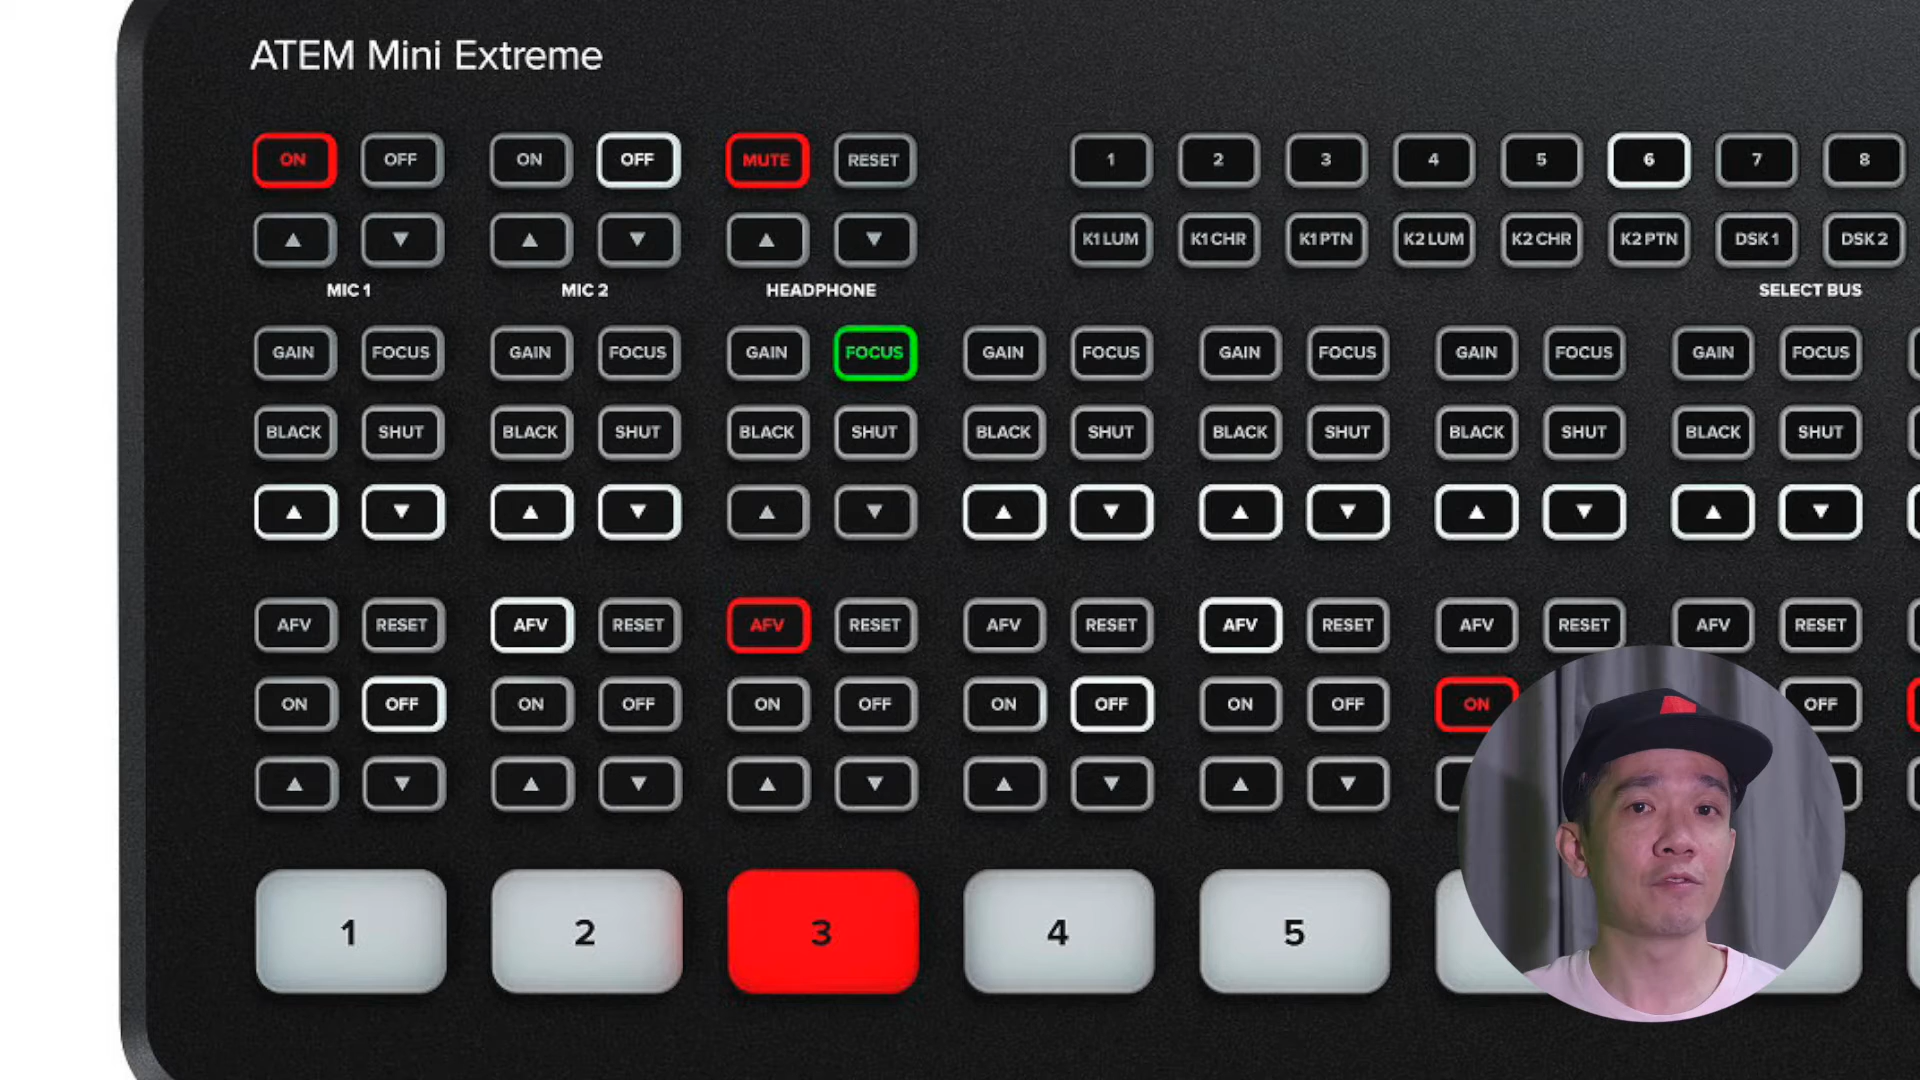 ATEM Mini Extreme
ON OFF ON OFF MUTE RESET 1 2 3 4 5 6 7 8
▲ ▼ ▲ ▼ ▲ ▼ K1 LUM K1 CHR K1 PTN K2 LUM K2 CHR K2 PTN DSK 1 DSK 2
MIC 1 MIC 2 HEADPHONE SELECT BUS
GAIN FOCUS GAIN FOCUS GAIN FOCUS GAIN FOCUS GAIN FOCUS GAIN FOCUS GAIN FOCUS
BLACK SHUT BLACK SHUT BLACK SHUT BLACK SHUT BLACK SHUT BLACK SHUT BLACK SHUT
▲ ▼ ▲ ▼ ▲ ▼ ▲ ▼ ▲ ▼ ▲ ▼ ▲ ▼
AFV RESET AFV RESET AFV RESET AFV RESET AFV RESET AFV RESET AFV RESET
ON OFF ON OFF ON OFF ON OFF ON OFF ON OFF
▲ ▼ ▲ ▼ ▲ ▼ ▲ ▼ ▲ ▼
1 2 3 4 5